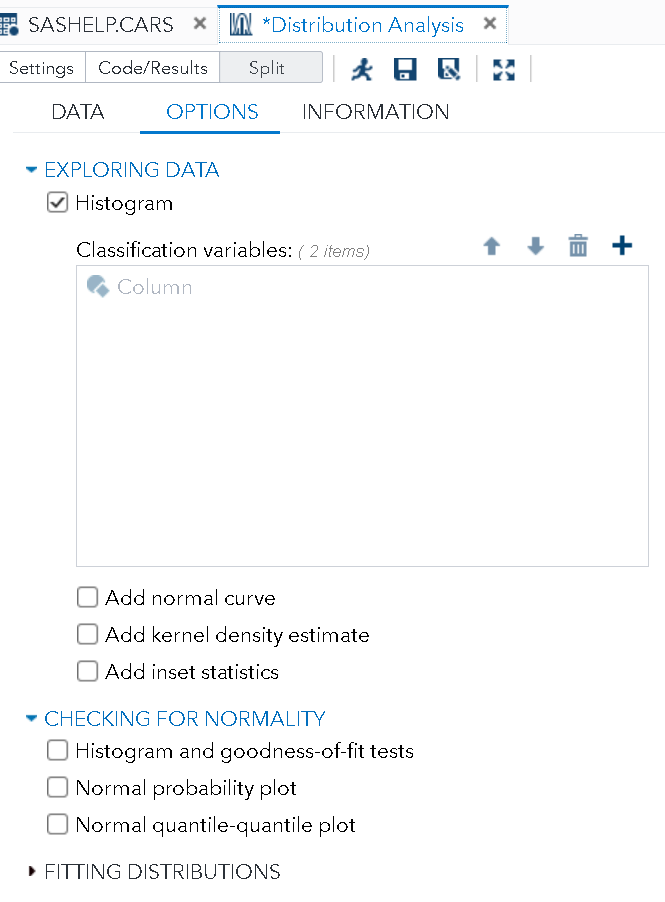 SASHELP.CARS *Distribution Analysis
Settings Code/Results Split
DATA OPTIONS INFORMATION
EXPLORING DATA
Histogram
Classification variables: ( 2 items)
Column
Add normal curve
Add kernel density estimate
Add inset statistics
CHECKING FOR NORMALITY
Histogram and goodness-of-fit tests
Normal probability plot
Normal quantile-quantile plot
FITTING DISTRIBUTIONS